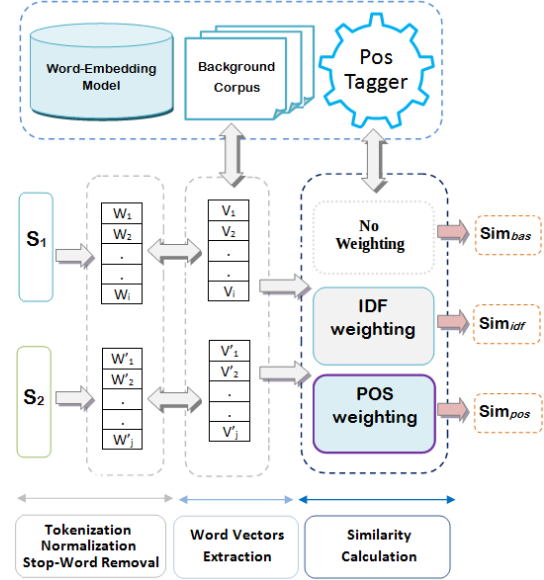 Word-Embedding
Model
Background
Corpus
Pos
Tagger
S1
W1
W2
.
.
Wi
V1
V2
.
.
Vi
No
Weighting
Simbas
IDF
weighting
Simidf
S2
W'1
W'2
.
.
W'j
V'1
V'2
.
.
V'j
POS
weighting
Simpos
Tokenization
Normalization
Stop-Word Removal
Word Vectors
Extraction
Similarity
Calculation